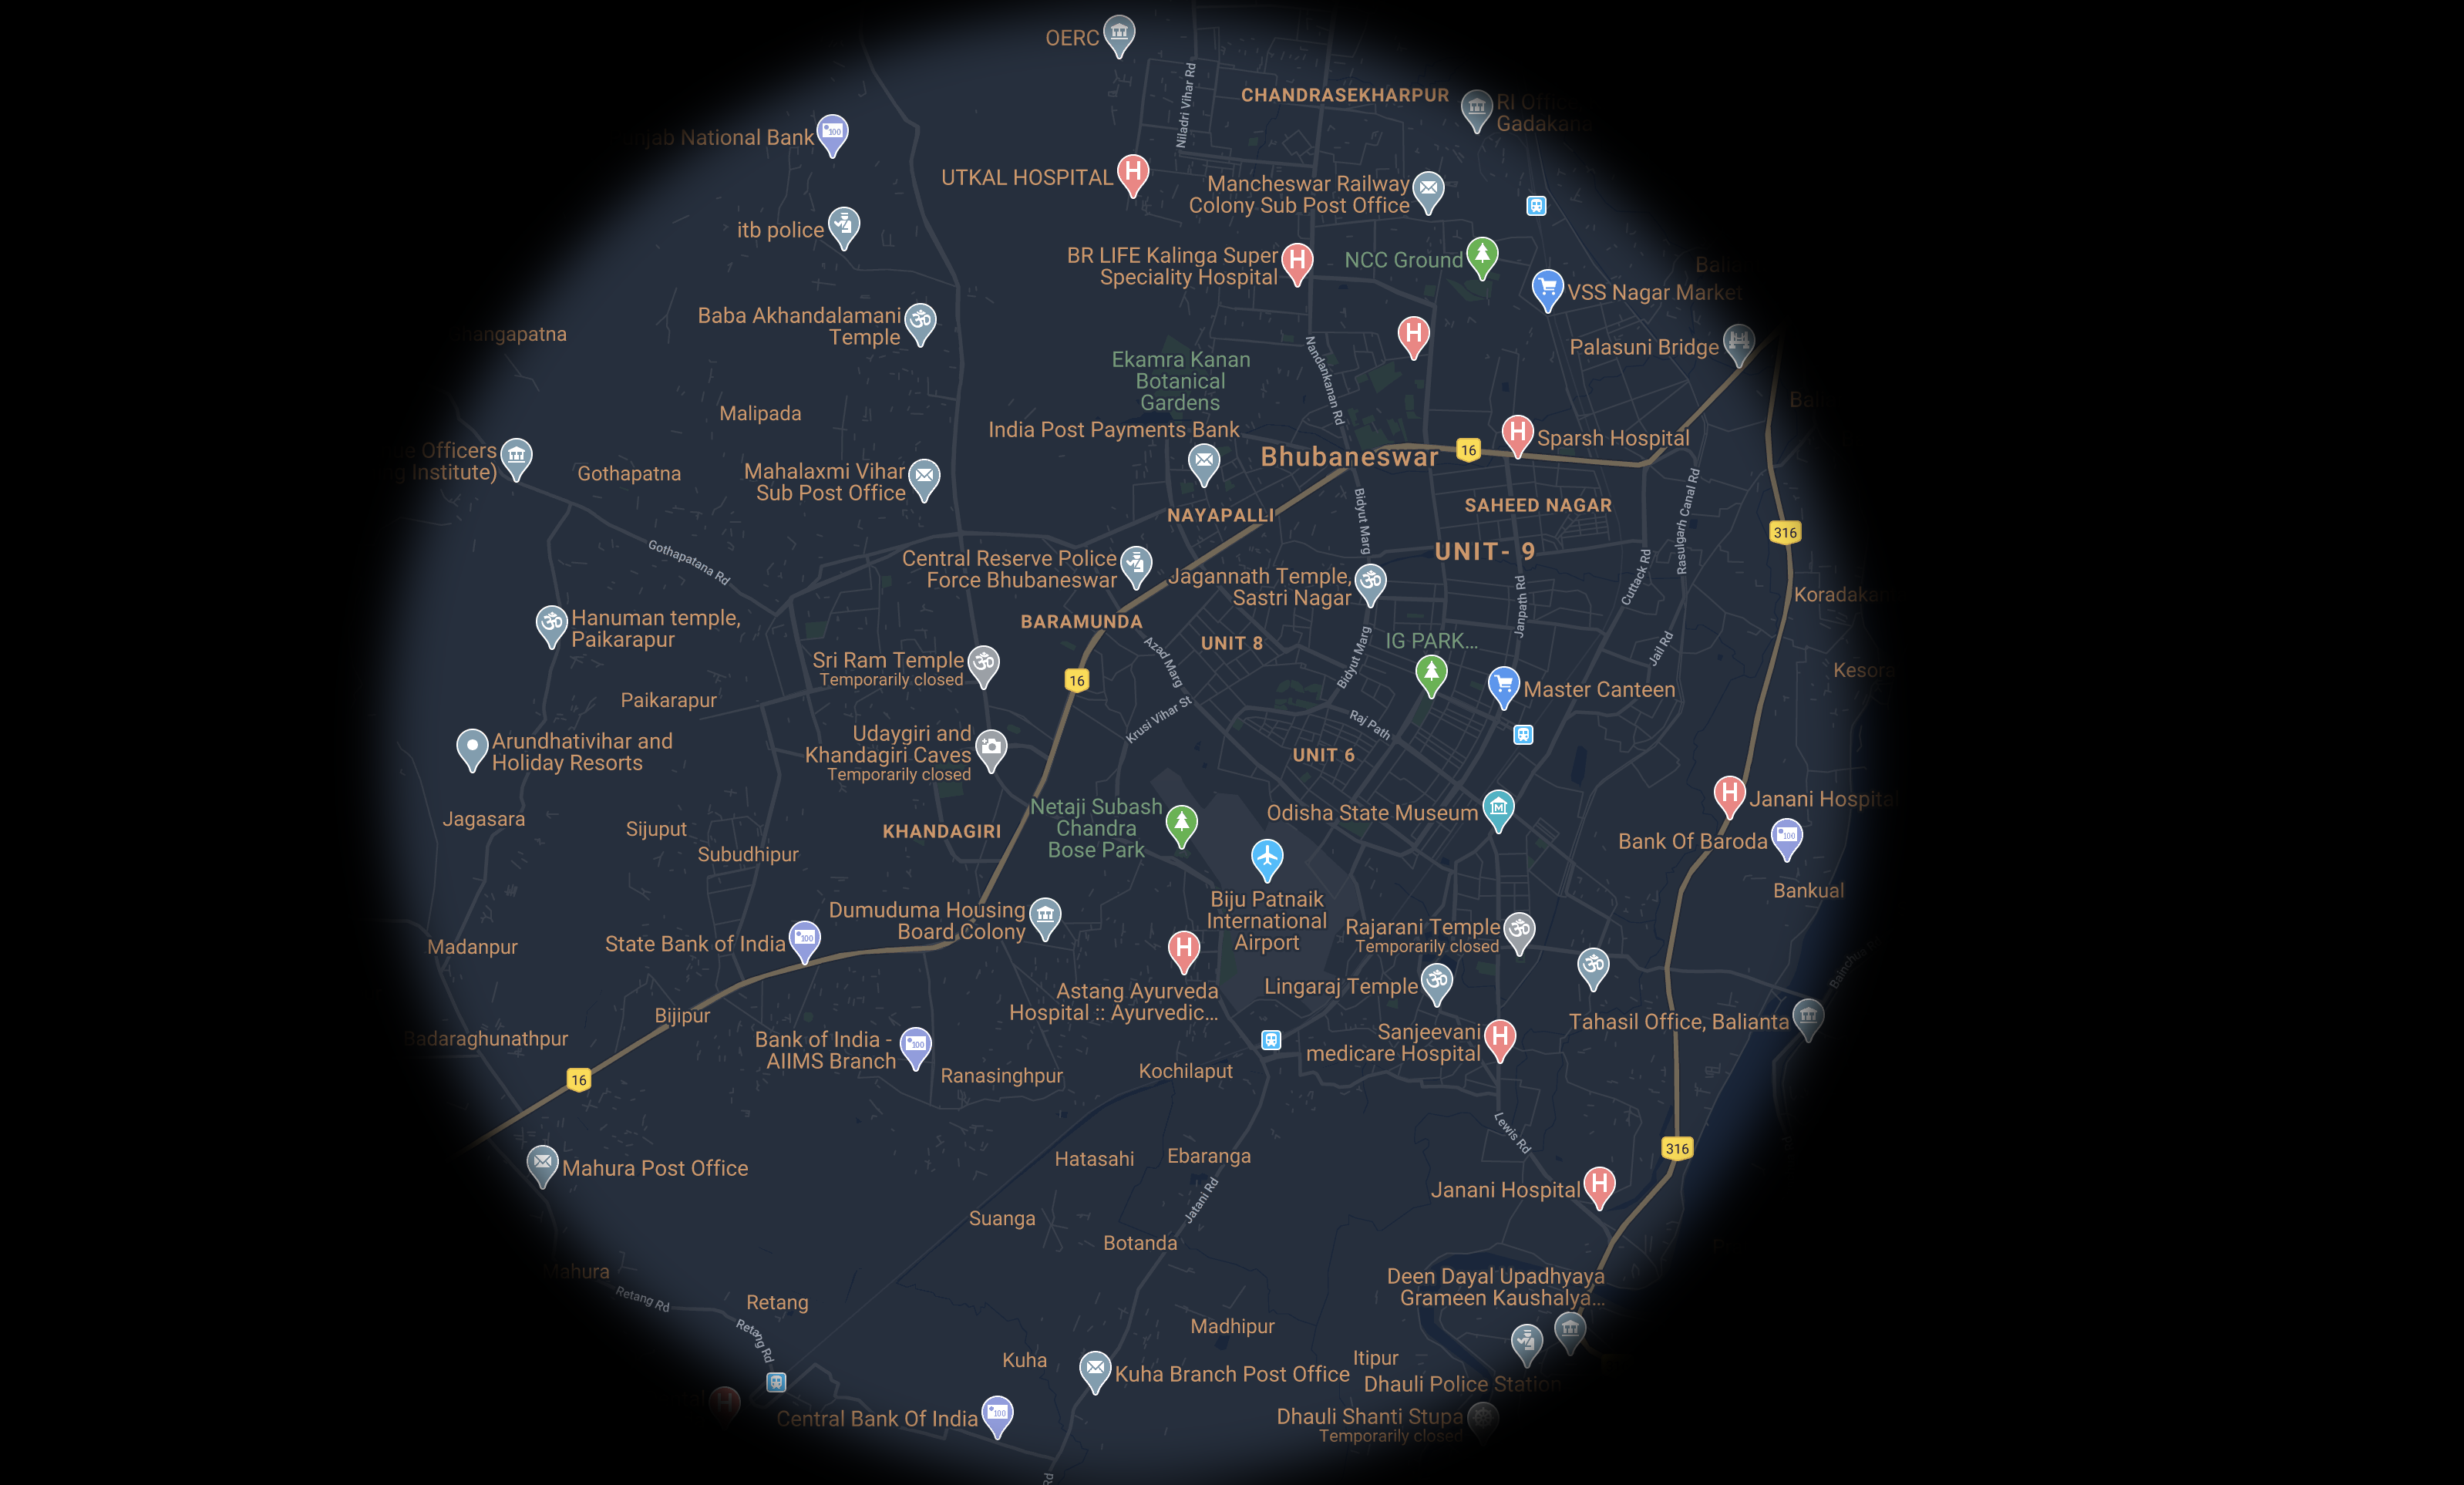 OERC
CHANDRASEKHARPUR
RI Offic
Gadakana
Niladri Vihar Rd
National Bank
UTKAL HOSPITAL
Mancheswar Railway
Colony Sub Post Office
itb police
BR LIFE Kalinga Super
Speciality Hospital
NCC Ground
VSS Nagar Market
Baba Akhandalamani
Temple
angapatna
Palasuni Bridge
Nandankanan Rd
Ekamra Kanan
Botanical
Gardens
Malipada
India Post Payments Bank
Bhubaneswar
16
Sparsh Hospital
Officers
Institute)
Gothapatna
Mahalaxmi Vihar
Sub Post Office
NAYAPALLI
SAHEED NAGAR
Bidyut Marg
Rasulgarh Canal Rd
316
UNIT- 9
Gothapatana Rd
Central Reserve Police
Force Bhubaneswar
Jagannath Temple,
Sastri Nagar
Janpath Rd
Cuttack Rd
Koradakan
Hanuman temple,
Paikarapur
BARAMUNDA
UNIT 8
IG PARK...
Azad Marg
Bidyut Marg
Jail Rd
Sri Ram Temple
Temporarily closed
16
Kesora
Master Canteen
Paikarapur
Krusi Vihar St
Raj Path
Arundhativihar and
Holiday Resorts
Udaygiri and
Khandagiri Caves
Temporarily closed
UNIT 6
Netaji Subash
Chandra
Bose Park
Janani Hospital
Jagasara
Sijuput
KHANDAGIRI
Odisha State Museum
Bank Of Baroda
Subudhipur
Bankual
Biju Patnaik
International
Airport
Dumuduma Housing
Board Colony
Rajarani Temple
Temporarily closed
Madanpur
State Bank of India
Lingaraj Temple
Astang Ayurveda
Hospital :: Ayurvedic...
Bijipur
Tahasil Office, Balianta
Badaraghunathpur
Bank of India -
AIIMS Branch
Sanjeevani
medicare Hospital
16
Ranasinghpur
Kochilaput
Lewis Rd
316
Mahura Post Office
Hatasahi
Ebaranga
Jatani Rd
Janani Hospital
Suanga
Botanda
Mahura
Retang Rd
Retang
Deen Dayal Upadhyaya
Grameen Kaushalya...
Retang Rd
Madhipur
Kuha
Itipur
Kuha Branch Post Office
Dhauli Police Station
Central Bank Of India
Dhauli Shanti Stupa
Temporarily closed
Rd